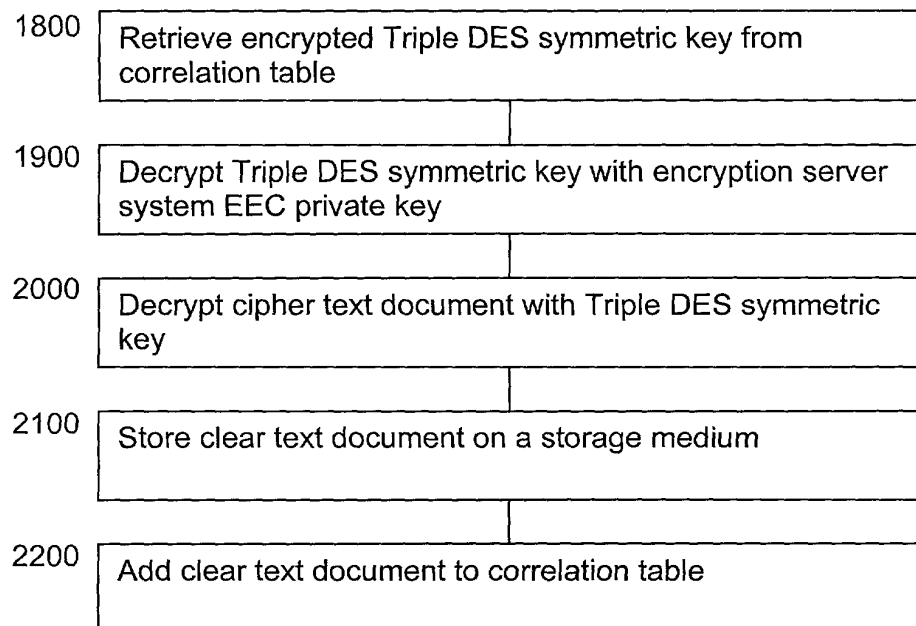 1800
Retrieve encrypted Triple DES symmetric key from
correlation table
1900
Decrypt Triple DES symmetric key with encryption server
system EEC private key
2000
Decrypt cipher text document with Triple DES symmetric
key
2100
Store clear text document on a storage medium
2200
Add clear text document to correlation table